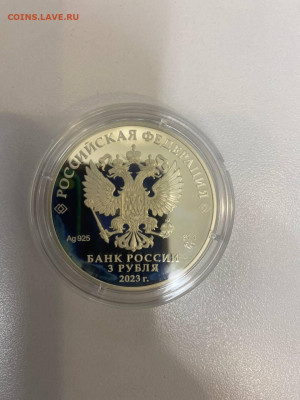 COINS.LAVE.RU
РОССИЙСКАЯ ФЕДЕРАЦИЯ
Ag 925
БАНК РОССИИ
3 РУБЛЯ
2023 г.